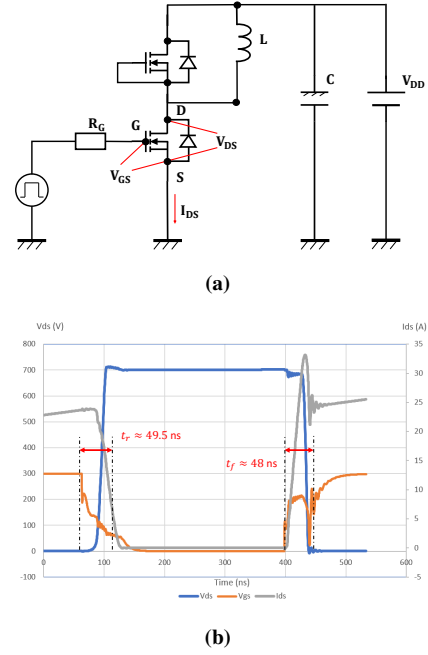 L
C
V_DD
D
R_G
G
V_GS
V_DS
S
I_DS
(a)
Vds (V)
Ids (A)
800
700
600
500
400
300
200
100
0
-100
35
30
25
20
15
10
5
0
-5
t_r ≈ 49.5 ns
t_f ≈ 48 ns
0
100
200
300
400
500
600
Time (ns)
Vds Vgs Ids
(b)